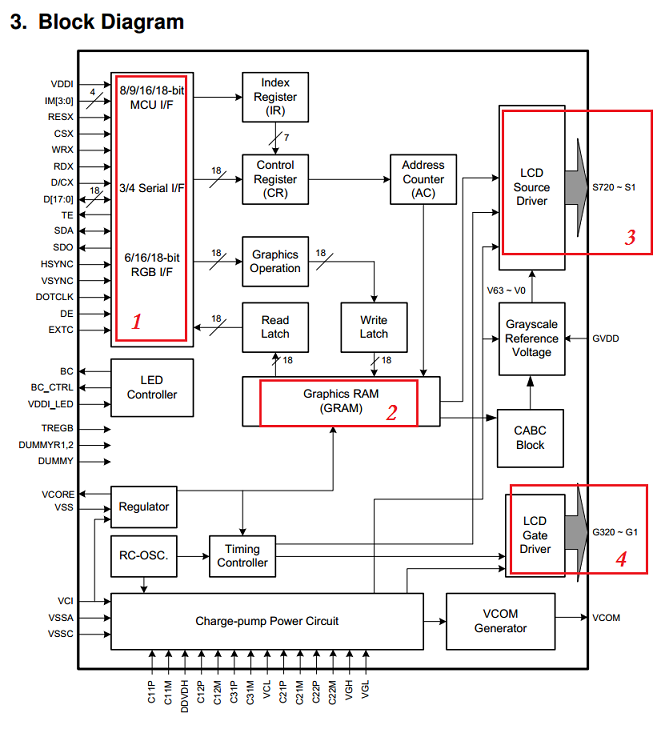 3. Block Diagram
VDDI
IM[3:0]
4
RESX
CSX
WRX
RDX
D/CX
D[17:0]
18
TE
SDA
SDO
HSYNC
VSYNC
DOTCLK
DE
EXTC
8/9/16/18-bit
MCU I/F
3/4 Serial I/F
6/16/18-bit
RGB I/F
1
Index
Register
(IR)
7
18
Control
Register
(CR)
Address
Counter
(AC)
18
Graphics
Operation
18
Read
Latch
18
18
Write
Latch
18
Graphics RAM
(GRAM)
2
LCD
Source
Driver
S720 ~ S1
3
V63 ~ V0
Grayscale
Reference
Voltage
GVDD
CABC
Block
BC
BC_CTRL
VDDI_LED
LED
Controller
TREGB
DUMMYR1,2
DUMMY
VCORE
VSS
Regulator
RC-OSC.
Timing
Controller
LCD
Gate
Driver
G320 ~ G1
4
VCI
VSSA
VSSC
Charge-pump Power Circuit
VCOM
Generator
VCOM
C11P
C11M
DDVDH
C12P
C12M
C31P
C31M
VCL
C21P
C21M
C22P
C22M
VGH
VGL